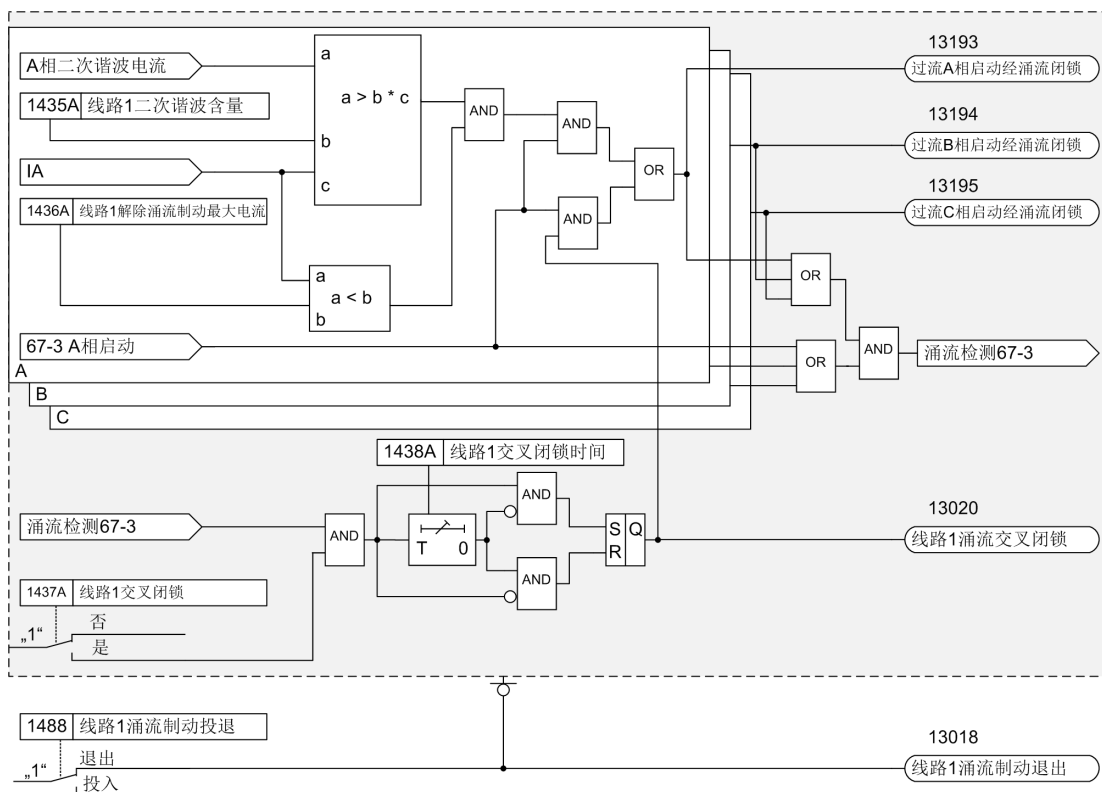 13193
A相二次谐波电流
a
过流A相启动经涌流闭锁
a > b * c
1435A 线路1二次谐波含量
AND
AND
13194
b
过流B相启动经涌流闭锁
IA
OR
c
13195
1436A 线路1解除涌流制动最大电流
AND
过流C相启动经涌流闭锁
a
OR
a < b
b
67-3 A相启动
OR
AND
涌流检测67-3
A
B
C
1438A 线路1交叉闭锁时间
AND
13020
涌流检测67-3
AND
T 0
S Q
R
线路1涌流交叉闭锁
AND
1437A 线路1交叉闭锁
否
„1“
是
1488 线路1涌流制动投退
13018
退出
„1“
线路1涌流制动退出
投入